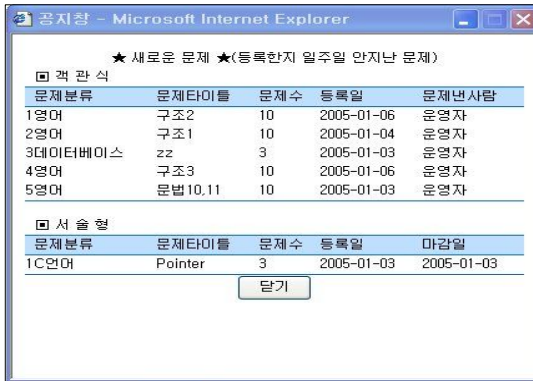 공지창 - Microsoft Internet Explorer
★ 새로운 문제 ★(등록한지 일주일 안지난 문제)
▣ 객 관 식
문제분류 문제타이틀 문제수 등록일 문제낸사람
1영어 구조2 10 2005-01-06 운영자
2영어 구조1 10 2005-01-04 운영자
3데이터베이스 zz 3 2005-01-03 운영자
4영어 구조3 10 2005-01-06 운영자
5영어 문법10,11 10 2005-01-03 운영자
▣ 서 술 형
문제분류 문제타이틀 문제수 등록일 마감일
1C언어 Pointer 3 2005-01-03 2005-01-03
닫기